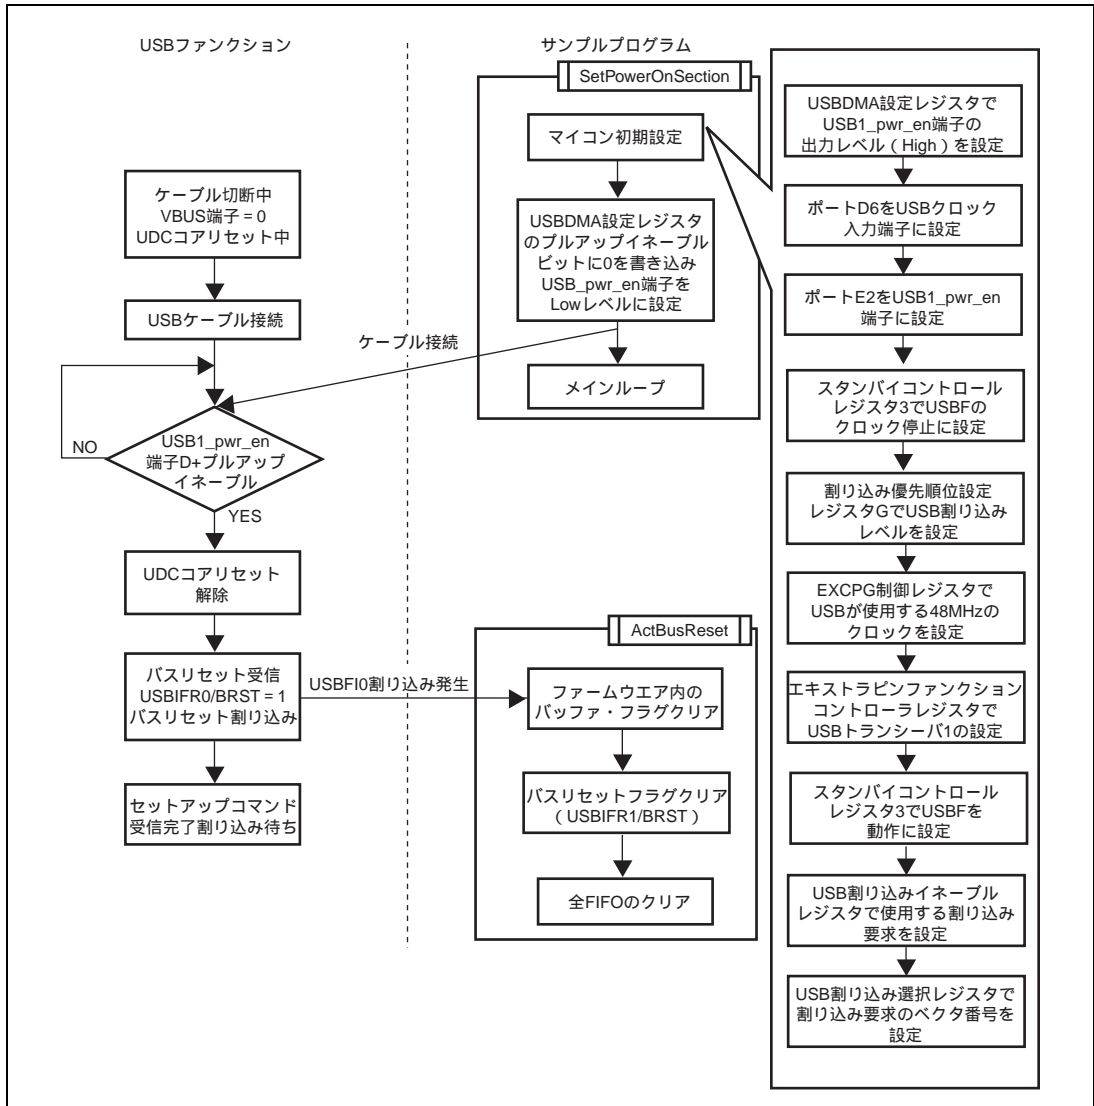 USBファンクション
ケーブル切断中
VBUS端子 = 0
UDCコアリセット中
USBケーブル接続
NO
USB1_pwr_en
端子D+プルアップ
イネーブル
YES
UDCコアリセット
解除
バスリセット受信
USBIFR0/BRST = 1
バスリセット割り込み
セットアップコマンド
受信完了割り込み待ち
ケーブル接続
USBFI0割り込み発生
サンプルプログラム
SetPowerOnSection
マイコン初期設定
USBDMA設定レジスタ
のプルアップイネーブル
ビットに0を書き込み
USB_pwr_en端子を
Lowレベルに設定
メインループ
ActBusReset
ファームウエア内の
バッファ・フラグクリア
バスリセットフラグクリア
（USBIFR1/BRST）
全FIFOのクリア
USBDMA設定レジスタで
USB1_pwr_en端子の
出力レベル（High）を設定
ポートD6をUSBクロック
入力端子に設定
ポートE2をUSB1_pwr_en
端子に設定
スタンバイコントロール
レジスタ3でUSBFの
クロック停止に設定
割り込み優先順位設定
レジスタGでUSB割り込み
レベルを設定
EXCPG制御レジスタで
USBが使用する48MHzの
クロックを設定
エキストラピンファンクション
コントローラレジスタで
USBトランシーバ1の設定
スタンバイコントロール
レジスタ3でUSBFを
動作に設定
USB割り込みイネーブル
レジスタで使用する割り込み
要求を設定
USB割り込み選択レジスタで
割り込み要求のベクタ番号を
設定